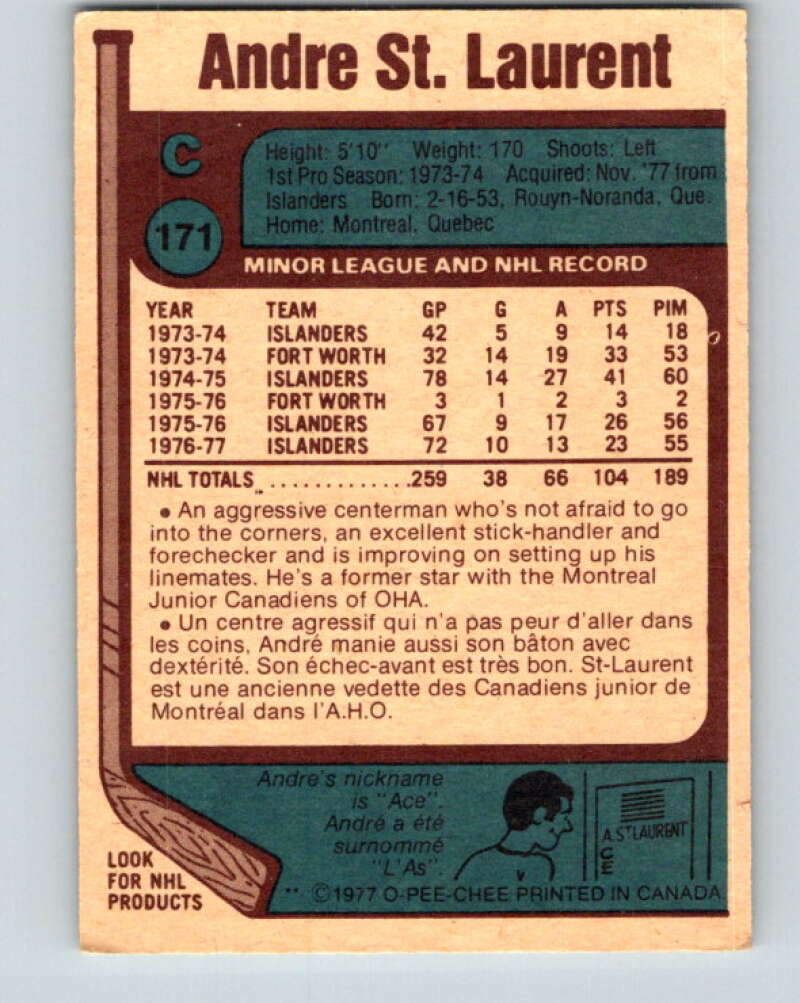 Andre St. Laurent
C
Height: 5'10'' Weight: 170 Shoots: Left
1st Pro Season: 1973-74 Acquired: Nov. '77 from
Islanders Born: 2-16-53, Rouyn-Noranda, Que.
Home: Montreal, Quebec
171
MINOR LEAGUE AND NHL RECORD
YEAR TEAM GP G A PTS PIM
1973-74 ISLANDERS 42 5 9 14 18
1973-74 FORT WORTH 32 14 19 33 53
1974-75 ISLANDERS 78 14 27 41 60
1975-76 FORT WORTH 3 1 2 3 2
1975-76 ISLANDERS 67 9 17 26 56
1976-77 ISLANDERS 72 10 13 23 55
NHL TOTALS .............259 38 66 104 189
• An aggressive centerman who's not afraid to go
into the corners, an excellent stick-handler and
forechecker and is improving on setting up his
linemates. He's a former star with the Montreal
Junior Canadiens of OHA.
• Un centre agressif qui n'a pas peur d'aller dans
les coins, André manie aussi son bâton avec
dextérité. Son échec-avant est très bon. St-Laurent
est une ancienne vedette des Canadiens junior de
Montréal dans l'A.H.O.
Andre's nickname
is "Ace".
André a été
surnommé
"L'As".
A. ST LAURENT
C
E
LOOK
FOR NHL
PRODUCTS
** ©1977 O-PEE-CHEE PRINTED IN CANADA